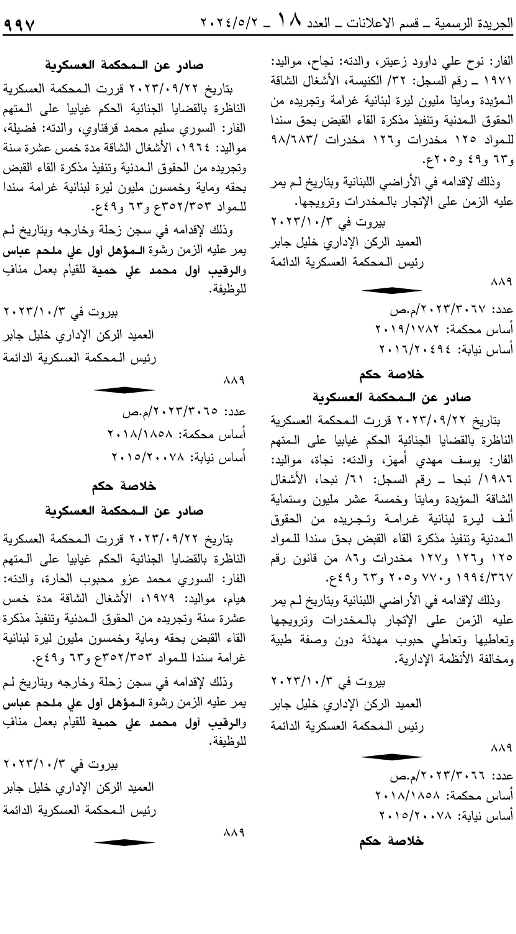 الجريدة الرسمية ــ قسم الاعلانات ــ العدد ١٨ ــ ٢٠٢٤/٥/٢
٩٩٧
الفار: نوح علي داوود زعيتر، والدته: نجاح، مواليد:
١٩٧١ ــ رقم السجل: ٣٢/ الكنيسة، الأشغال الشاقة
المؤبدة ومايتا مليون ليرة لبنانية غرامة وتجريده من
الحقوق المدنية وتنفيذ مذكرة القاء القبض بحق سندا
للمواد ١٢٥ مخدرات و١٢٦ مخدرات /٩٨/٦٨٣
و٦٣ و٤٩ و٢٠٥ع.
وذلك لإقدامه في الأراضي اللبنانية وبتاريخ لم يمر
عليه الزمن على الإتجار بالمخدرات وترويجها.
بيروت في ٢٠٢٣/١٠/٣
العميد الركن الإداري خليل جابر
رئيس المحكمة العسكرية الدائمة
٨٨٩
عدد: ٢٠٢٣/٣٠٦٧/م.ص
أساس محكمة: ٢٠١٩/١٧٨٢
أساس نيابة: ٢٠١٦/٢٠٤٩٤
خلاصة حكم
صادر عن المحكمة العسكرية
بتاريخ ٢٠٢٣/٠٩/٢٢ قررت المحكمة العسكرية
الناظرة بالقضايا الجنائية الحكم غيابيا على المتهم
الفار: يوسف مهدي أمهز، والدته: نجاة، مواليد:
١٩٨٦/ نبحا ــ رقم السجل: ٦١/ نبحا، الأشغال
الشاقة المؤبدة ومايتا وخمسة عشر مليون وستماية
ألف ليرة لبنانية غرامة وتجريده من الحقوق
المدنية وتنفيذ مذكرة القاء القبض بحق سندا للمواد
١٢٥ و١٢٦ و١٢٧ مخدرات و٨٦ من قانون رقم
١٩٩٤/٣٦٧ و٧٧٠ و٢٠٥ و٦٣ و٤٩ع.
وذلك لإقدامه في الأراضي اللبنانية وبتاريخ لم يمر
عليه الزمن على الإتجار بالمخدرات وترويجها
وتعاطيها وتعاطي حبوب مهدئة دون وصفة طبية
ومخالفة الأنظمة الإدارية.
بيروت في ٢٠٢٣/١٠/٣
العميد الركن الإداري خليل جابر
رئيس المحكمة العسكرية الدائمة
٨٨٩
عدد: ٢٠٢٣/٣٠٦٦/م.ص
أساس محكمة: ٢٠١٨/١٨٥٨
أساس نيابة: ٢٠١٥/٢٠٠٧٨
خلاصة حكم
صادر عن المحكمة العسكرية
بتاريخ ٢٠٢٣/٠٩/٢٢ قررت المحكمة العسكرية
الناظرة بالقضايا الجنائية الحكم غيابيا على المتهم
الفار: السوري سليم محمد قرقناوي، والدته: فضيلة،
مواليد: ١٩٦٤، الأشغال الشاقة مدة خمس عشرة سنة
وتجريده من الحقوق المدنية وتنفيذ مذكرة القاء القبض
بحقه وماية وخمسون مليون ليرة لبنانية غرامة سندا
للمواد ٣٥٢/٣٥٣ع و٦٣ و٤٩ع.
وذلك لإقدامه في سجن زحلة وخارجه وبتاريخ لم
يمر عليه الزمن رشوة المؤهل أول علي ملحم عباس
والرقيب أول محمد علي حمية للقيام بعمل منافٍ
للوظيفة.
بيروت في ٢٠٢٣/١٠/٣
العميد الركن الإداري خليل جابر
رئيس المحكمة العسكرية الدائمة
٨٨٩
عدد: ٢٠٢٣/٣٠٦٥/م.ص
أساس محكمة: ٢٠١٨/١٨٥٨
أساس نيابة: ٢٠١٥/٢٠٠٧٨
خلاصة حكم
صادر عن المحكمة العسكرية
بتاريخ ٢٠٢٣/٠٩/٢٢ قررت المحكمة العسكرية
الناظرة بالقضايا الجنائية الحكم غيابيا على المتهم
الفار: السوري محمد عزو محبوب الحارة، والدته:
هيام، مواليد: ١٩٧٩، الأشغال الشاقة مدة خمس
عشرة سنة وتجريده من الحقوق المدنية وتنفيذ مذكرة
القاء القبض بحقه وماية وخمسون مليون ليرة لبنانية
غرامة سندا للمواد ٣٥٢/٣٥٣ع و٦٣ و٤٩ع.
وذلك لإقدامه في سجن زحلة وخارجه وبتاريخ لم
يمر عليه الزمن رشوة المؤهل أول علي ملحم عباس
والرقيب أول محمد علي حمية للقيام بعمل منافٍ
للوظيفة.
بيروت في ٢٠٢٣/١٠/٣
العميد الركن الإداري خليل جابر
رئيس المحكمة العسكرية الدائمة
٨٨٩